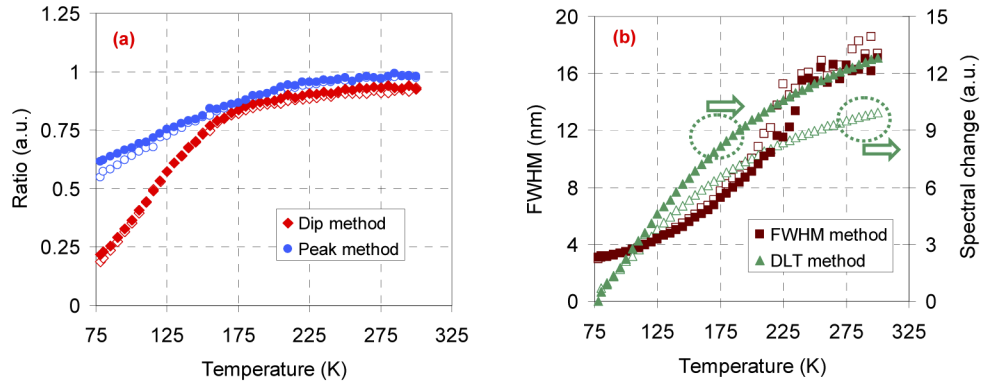 (a)
1.25
1
0.75
0.5
0.25
0
Ratio (a.u.)
Dip method
Peak method
75 125 175 225 275 325
Temperature (K)
(b)
20
16
12
8
4
0
FWHM (nm)
15
12
9
6
3
0
Spectral change (a.u.)
FWHM method
DLT method
75 125 175 225 275 325
Temperature (K)